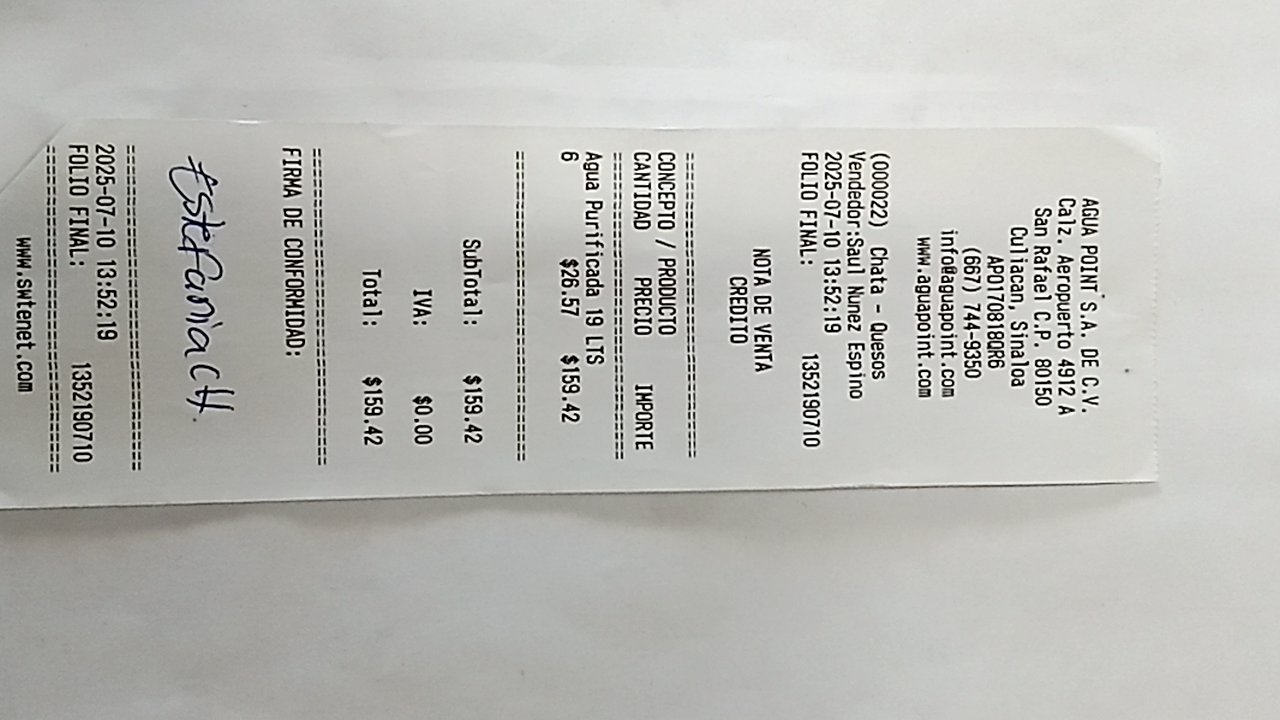 AGUA POINT S.A. DE C.V.
Calz. Aeropuerto 4912 A
San Rafael C.P. 80150
Culiacan, Sinaloa
APO170818QR6
(667) 744-9350
info@aguapoint.com
www.aguapoint.com
(000022) Chata - Quesos
Vendedor:Saul Nunez Espino
2025-07-10 13:52:19
FOLIO FINAL: 1352190710
NOTA DE VENTA
CREDITO
==============================
CONCEPTO / PRODUCTO
CANTIDAD PRECIO IMPORTE
==============================
Agua Purificada 19 LTS
6 $26.57 $159.42
==============================
SubTotal: $159.42
IVA: $0.00
Total: $159.42
==============================
FIRMA DE CONFORMIDAD:
Estefania CH.
==============================
2025-07-10 13:52:19
FOLIO FINAL: 1352190710
==============================
www.swtenet.com